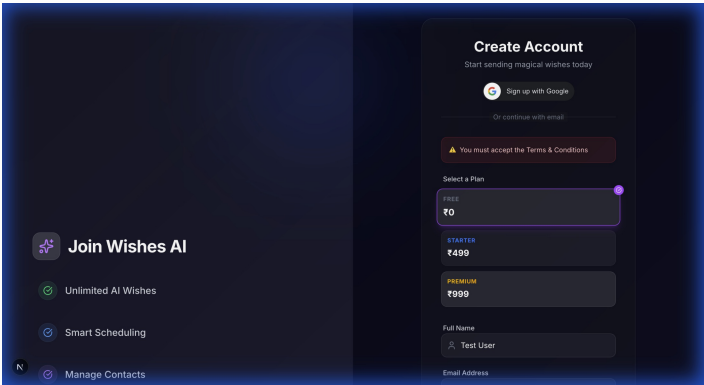 Create Account
Start sending magical wishes today
G Sign up with Google
Or continue with email
You must accept the Terms & Conditions
Select a Plan
FREE
₹0
STARTER
₹499
PREMIUM
₹999
Full Name
Test User
Email Address
Join Wishes AI
Unlimited AI Wishes
Smart Scheduling
Manage Contacts
N